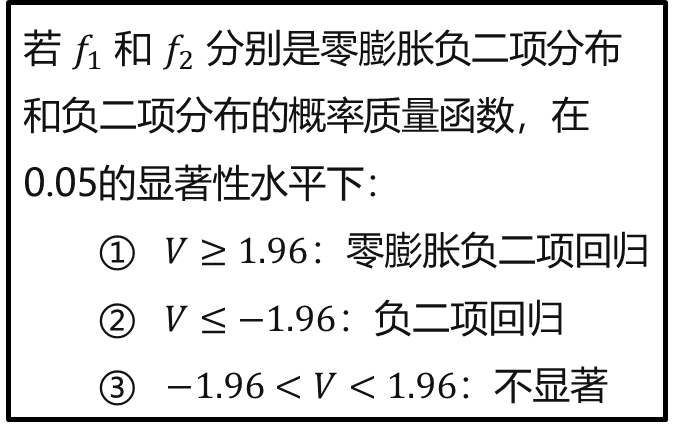 若 𝑓₁ 和 𝑓₂ 分别是零膨胀负二项分布
和负二项分布的概率质量函数，在
0.05的显著性水平下：
① 𝑉 ≥ 1.96：零膨胀负二项回归
② 𝑉 ≤ −1.96：负二项回归
③ −1.96 < 𝑉 < 1.96：不显著